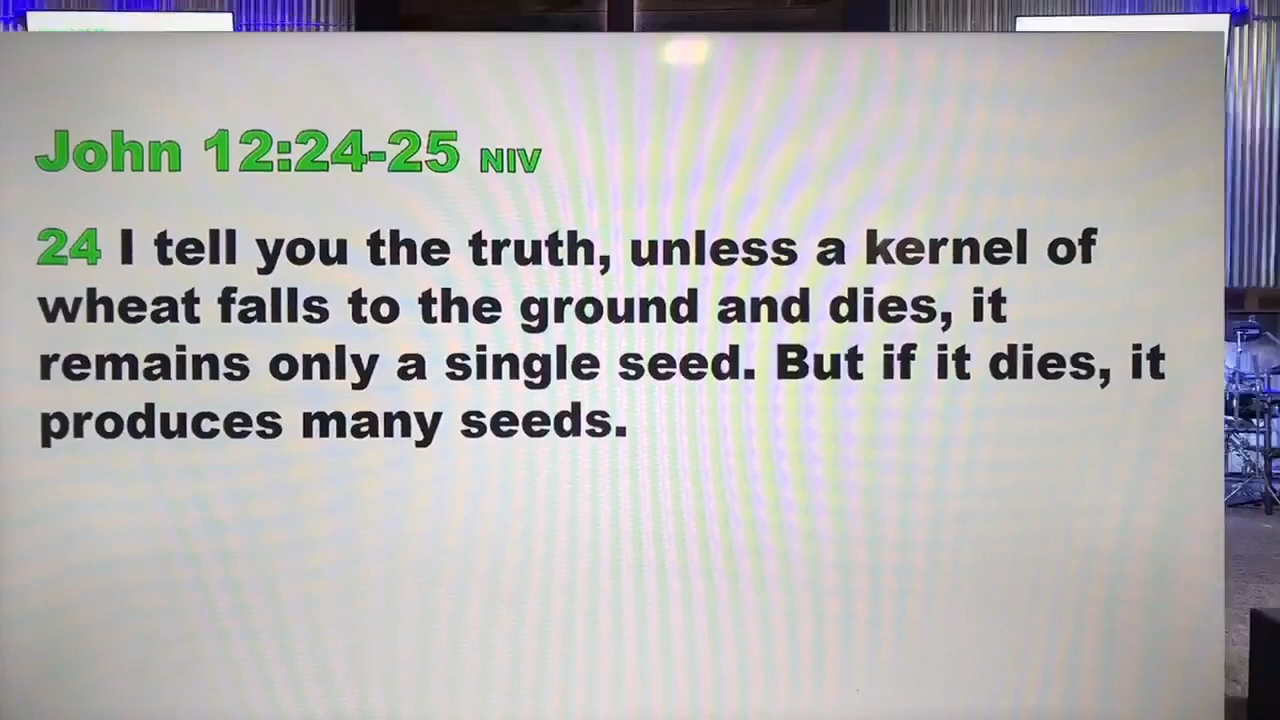 John 12:24-25 NIV
24 I tell you the truth, unless a kernel of
wheat falls to the ground and dies, it
remains only a single seed. But if it dies, it
produces many seeds.